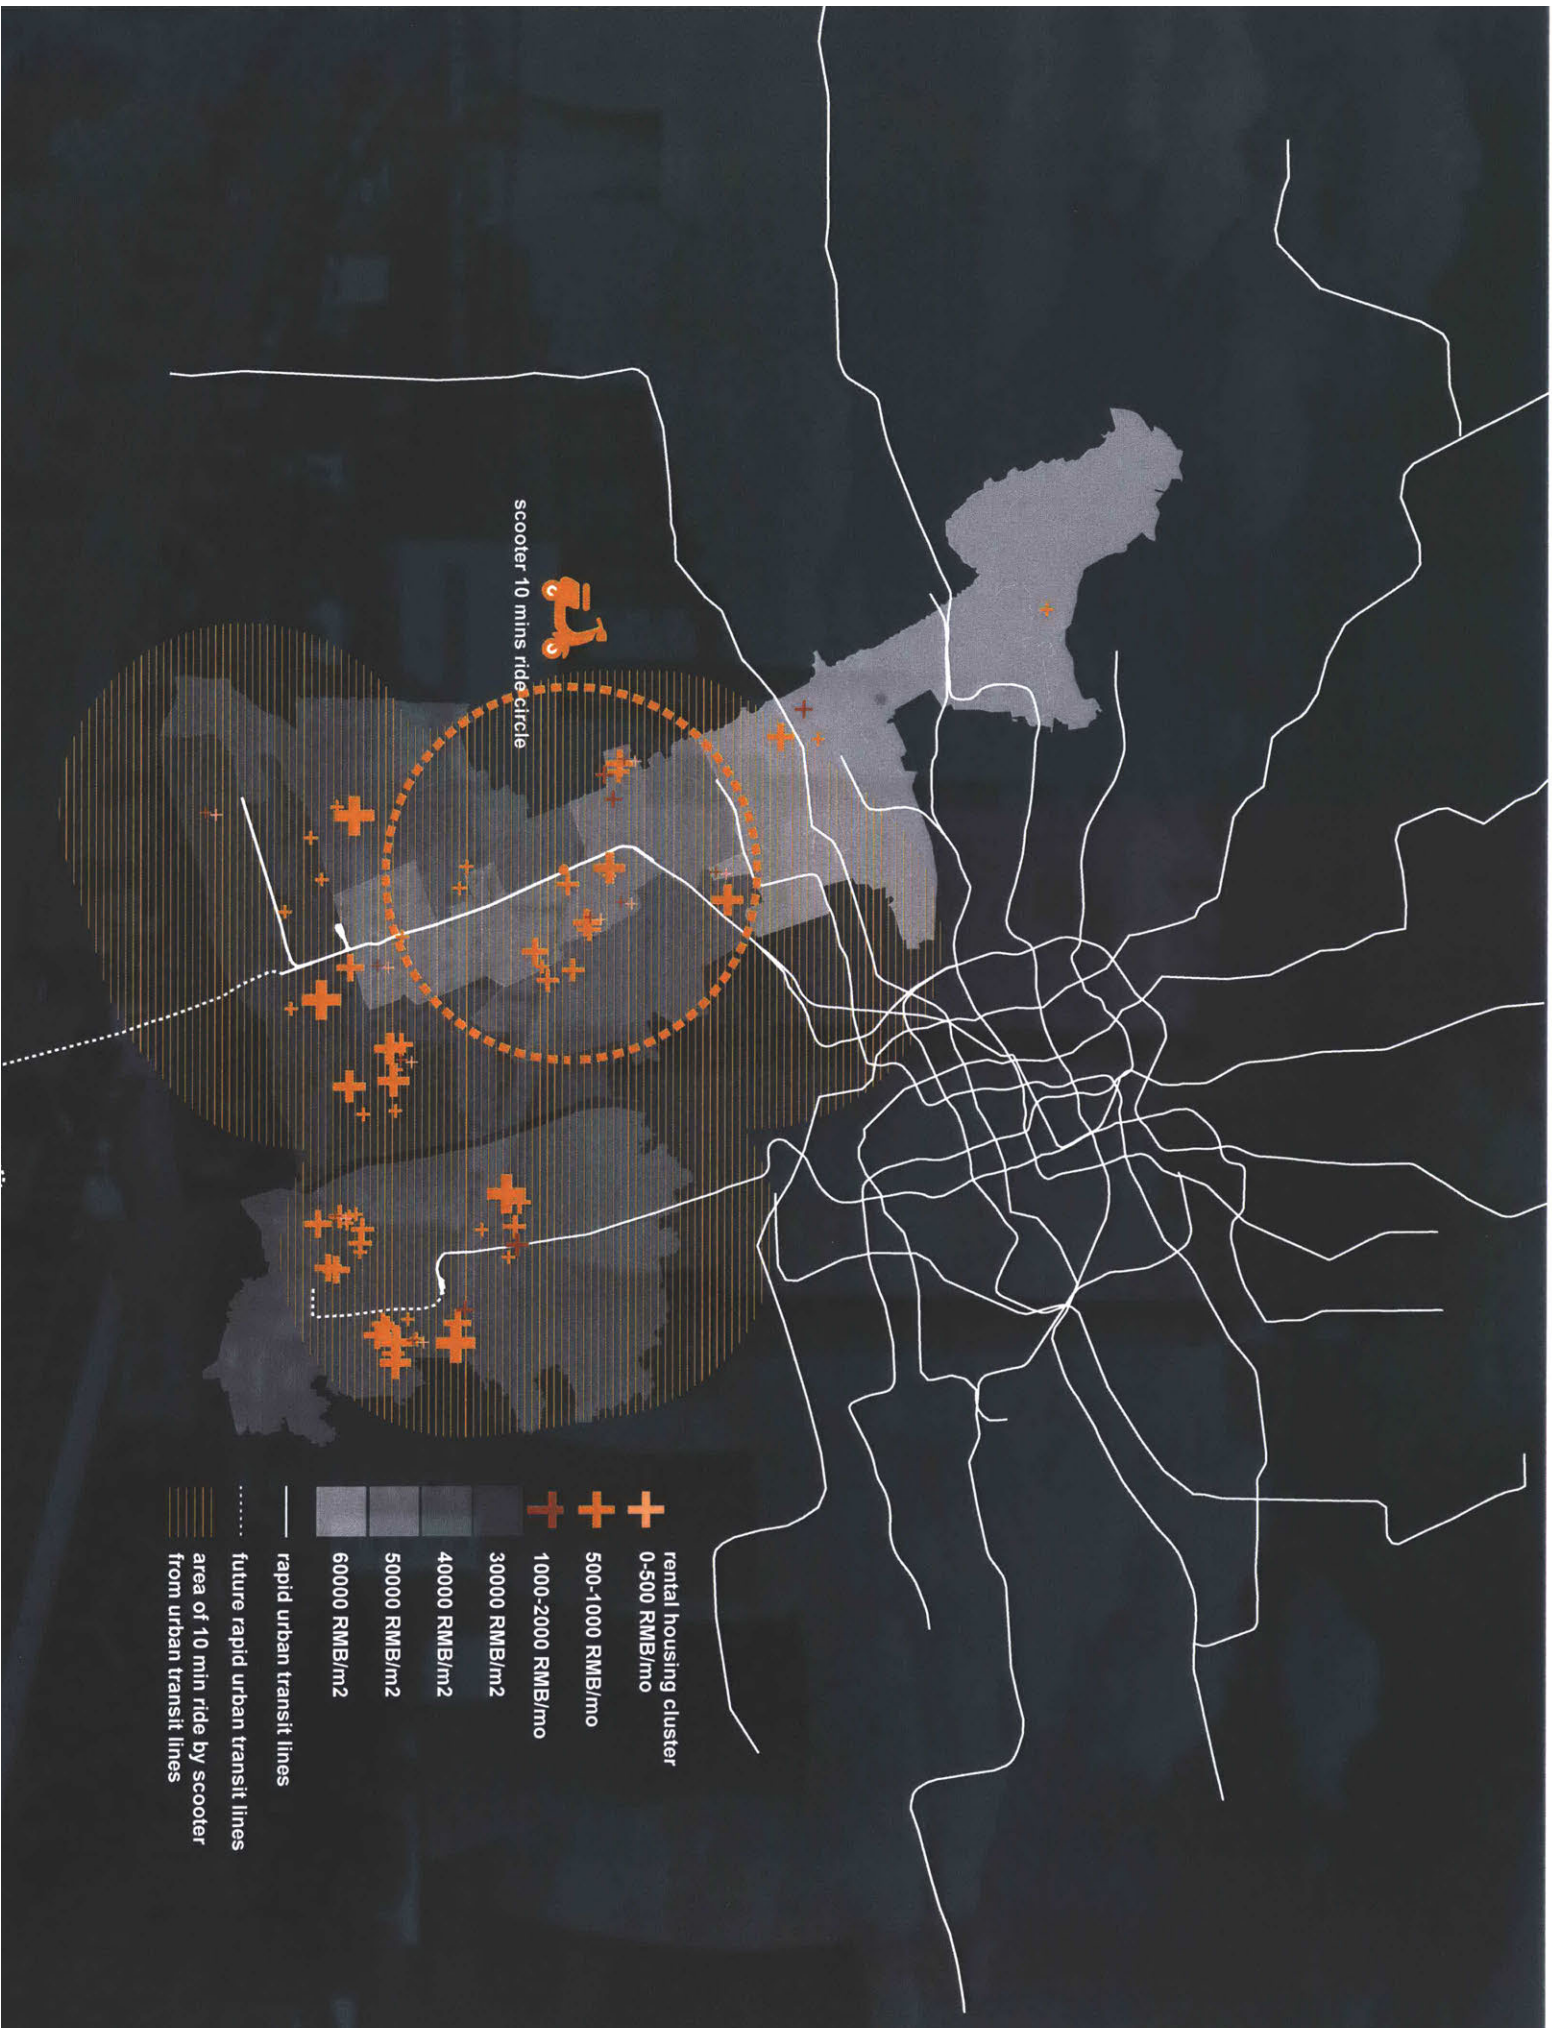 scooter 10 mins ride circle
rental housing cluster
0-500 RMB/mo
500-1000 RMB/mo
1000-2000 RMB/mo
30000 RMB/m2
40000 RMB/m2
50000 RMB/m2
60000 RMB/m2
rapid urban transit lines
future rapid urban transit lines
area of 10 min ride by scooter
from urban transit lines